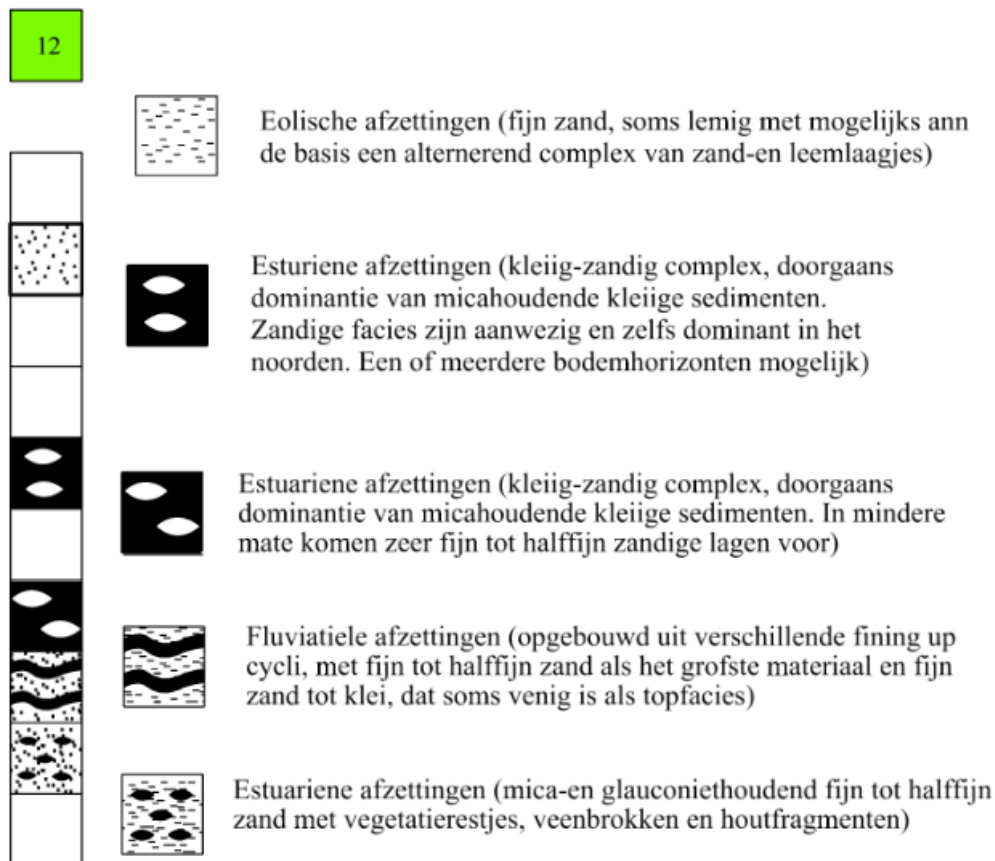 12
Eolische afzettingen (fijn zand, soms lemig met mogelijks ann
de basis een alternerend complex van zand-en leemlaagjes)
Esturiene afzettingen (kleiig-zandig complex, doorgaans
dominantie van micahoudende kleiige sedimenten.
Zandige facies zijn aanwezig en zelfs dominant in het
noorden. Een of meerdere bodemhorizonten mogelijk)
Estuariene afzettingen (kleiig-zandig complex, doorgaans
dominantie van micahoudende kleiige sedimenten. In mindere
mate komen zeer fijn tot halffijn zandige lagen voor)
Fluviatiele afzettingen (opgebouwd uit verschillende fining up
cycli, met fijn tot halffijn zand als het grofste materiaal en fijn
zand tot klei, dat soms venig is als topfacies)
Estuariene afzettingen (mica-en glauconiethoudend fijn tot halffijn
zand met vegetatierestjes, veenbrokken en houtfragmenten)